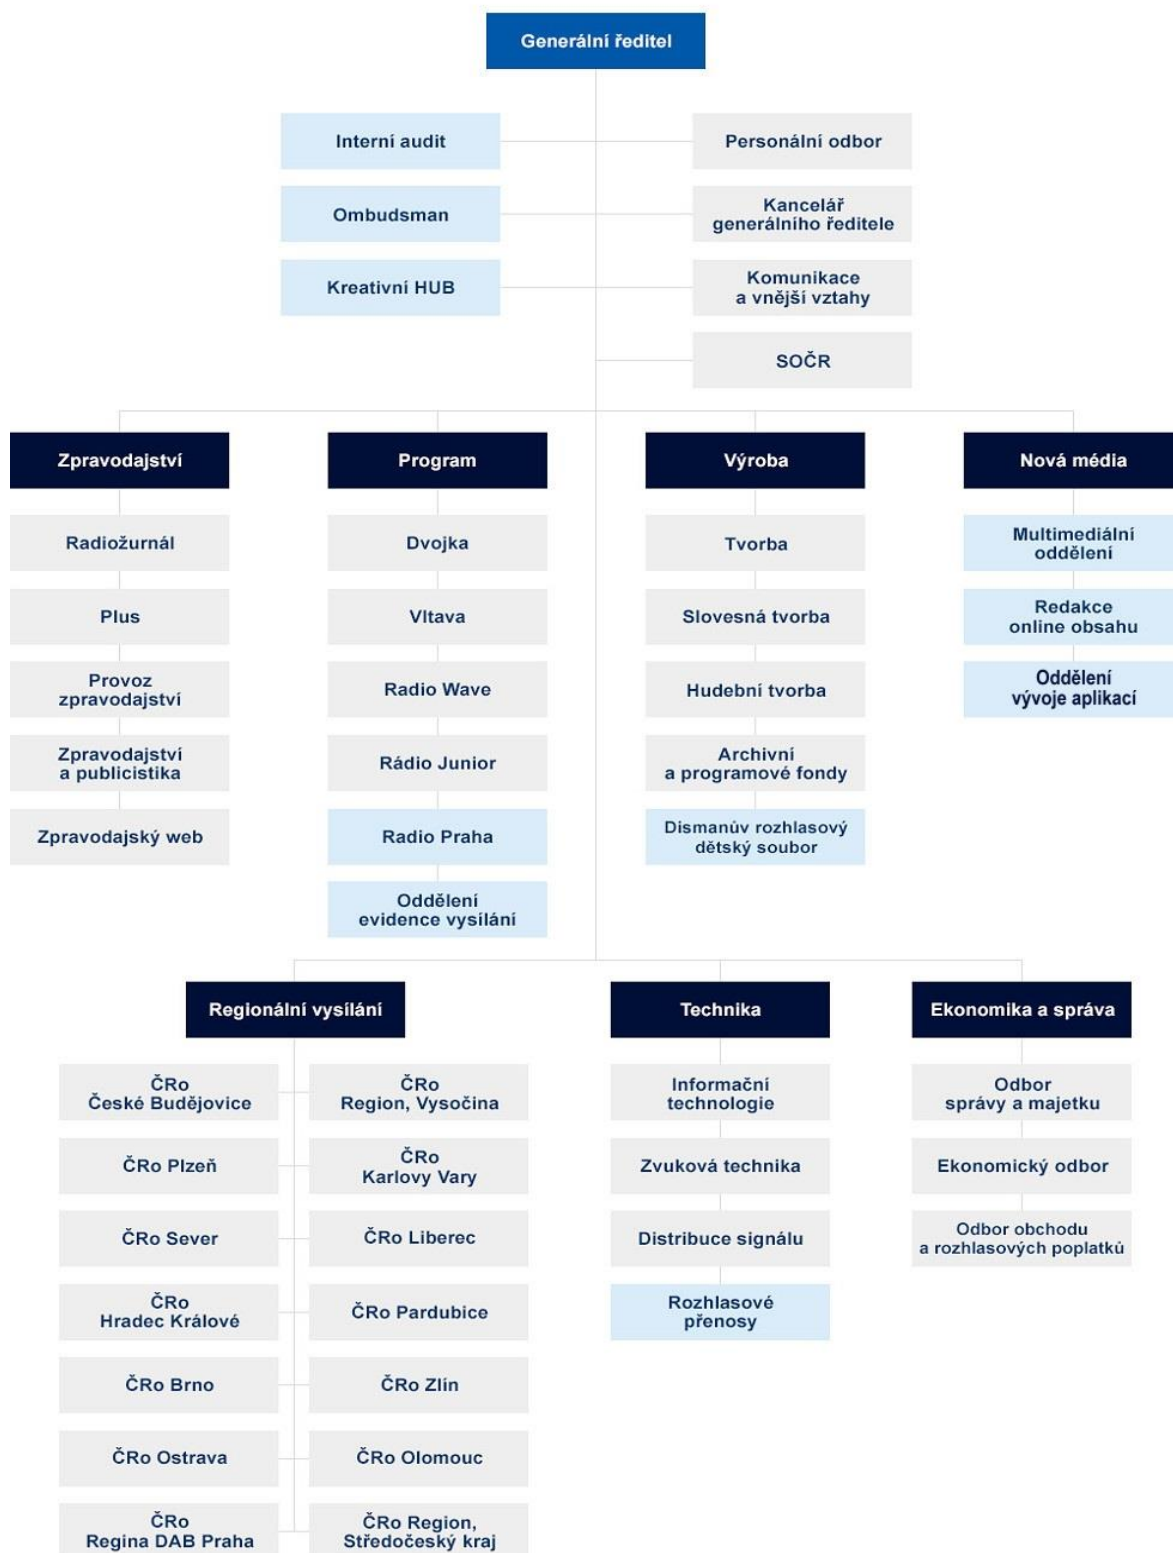 Generální ředitel
Interní audit
Personální odbor
Ombudsman
Kancelář
generálního ředitele
Kreativní HUB
Komunikace
a vnější vztahy
SOČR
Zpravodajství
Program
Výroba
Nová média
Radiožurnál
Plus
Provoz
zpravodajství
Zpravodajství
a publicistika
Zpravodajský web
Dvojka
Vltava
Radio Wave
Rádio Junior
Radio Praha
Oddělení
evidence vysílání
Tvorba
Slovesná tvorba
Hudební tvorba
Archivní
a programové fondy
Dismanův rozhlasový
dětský soubor
Multimediální
oddělení
Redakce
online obsahu
Oddělení
vývoje aplikací
Regionální vysílání
Technika
Ekonomika a správa
ČRo
České Budějovice
ČRo
Region, Vysočina
ČRo Plzeň
ČRo
Karlovy Vary
ČRo Sever
ČRo Liberec
ČRo
Hradec Králové
ČRo Pardubice
ČRo Brno
ČRo Zlín
ČRo Ostrava
ČRo Olomouc
ČRo
Regina DAB Praha
ČRo Region,
Středočeský kraj
Informační
technologie
Zvuková technika
Distribuce signálu
Rozhlasové
přenosy
Odbor
správy a majetku
Ekonomický odbor
Odbor obchodu
a rozhlasových poplatků